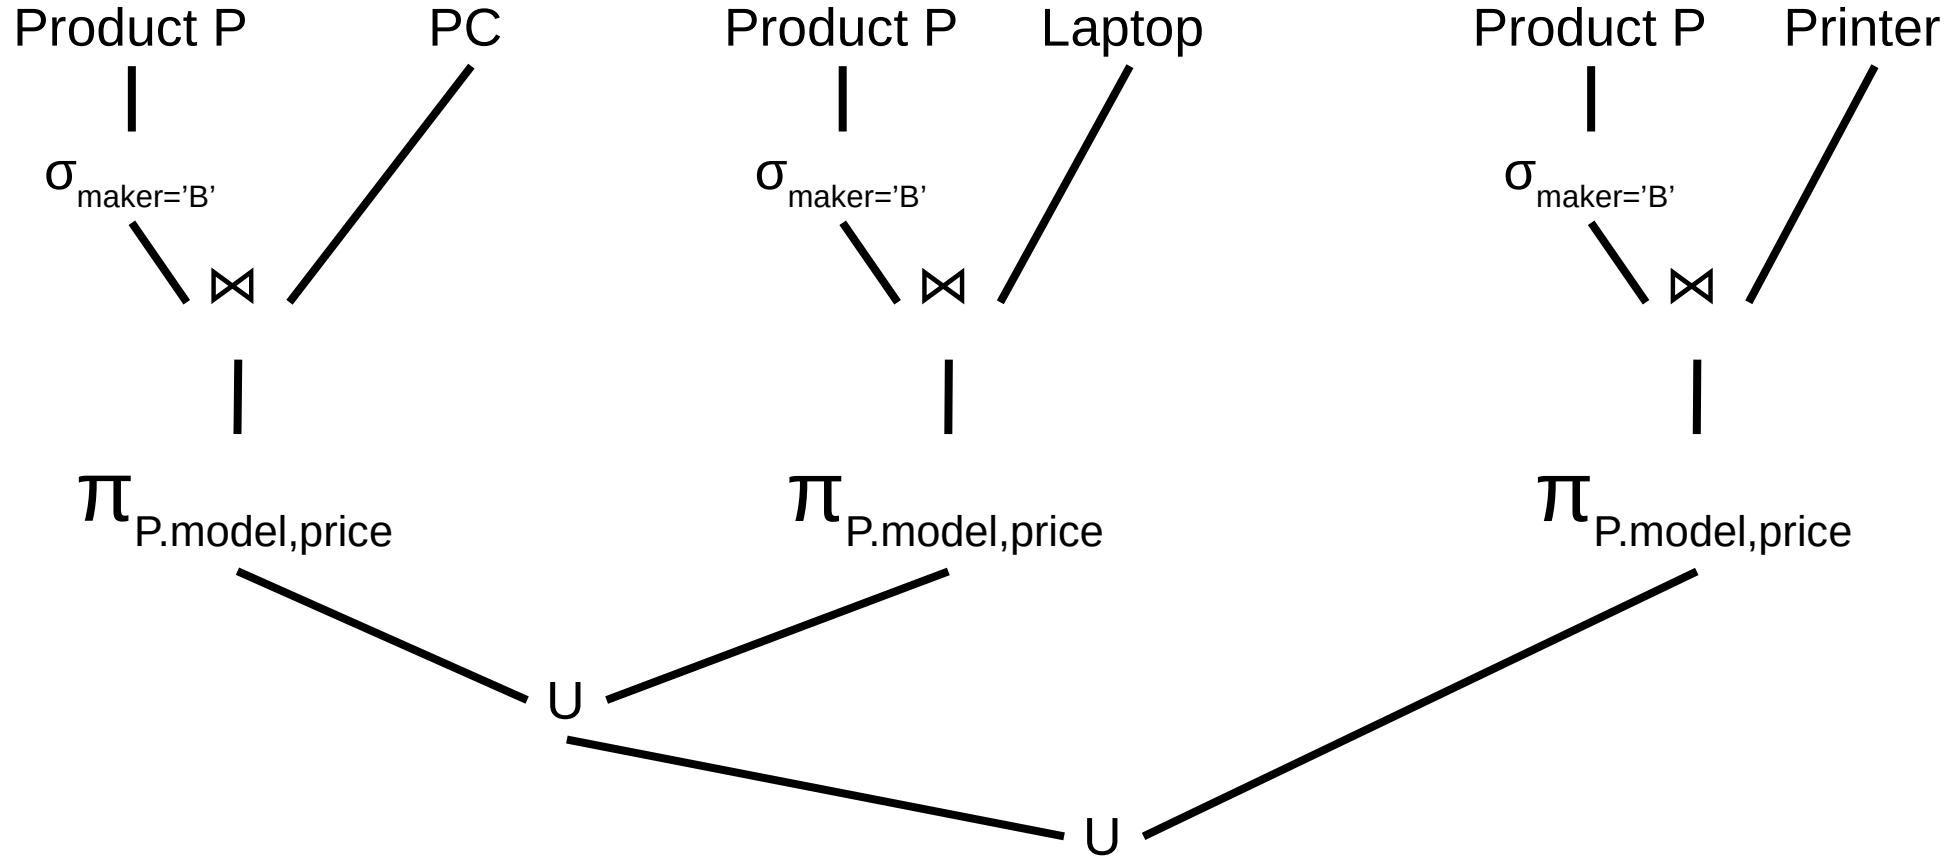 Product P PC Product P Laptop Product P Printer
σmaker=’B’ σmaker=’B’ σmaker=’B’
⋈ ⋈ ⋈
πP.model,price πP.model,price πP.model,price
U
U